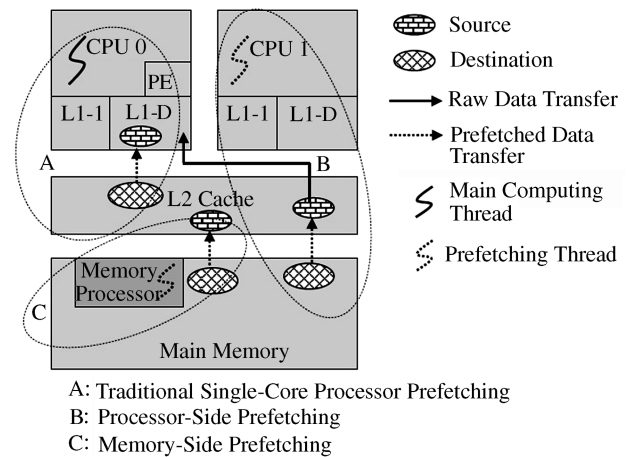 CPU 0
CPU 1
PE
L1-1
L1-D
L1-1
L1-D
A
B
L2 Cache
Memory
Processor
C
Main Memory
Source
Destination
Raw Data Transfer
Prefetched Data
Transfer
Main Computing
Thread
Prefetching Thread
A: Traditional Single-Core Processor Prefetching
B: Processor-Side Prefetching
C: Memory-Side Prefetching